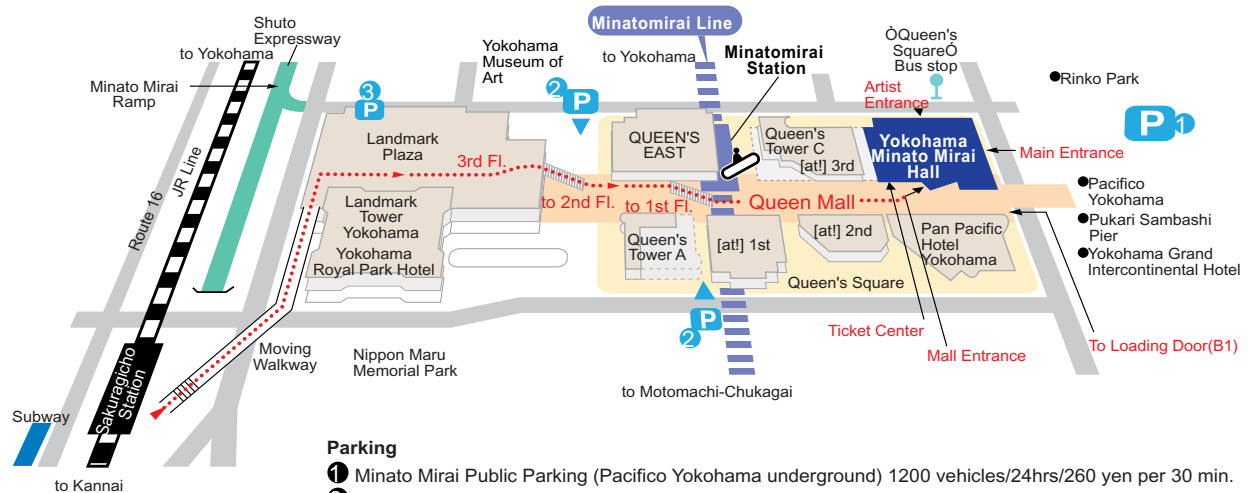 Minatomirai Line
Shuto
Expressway
to Yokohama
Minato Mirai
Ramp
Yokohama
Museum of
Art
to Yokohama
Minatomirai
Station
ÒQueen's
SquareÓ
Bus stop
Rinko Park
Artist
Entrance
3
P
2
P
P
1
Landmark
Plaza
QUEEN'S
EAST
Queen's
Tower C
[at!] 3rd
Yokohama
Minato Mirai
Hall
Main Entrance
3rd Fl.
to 2nd Fl.
to 1st Fl.
Queen Mall
Pacifico
Yokohama
Pukari Sambashi
Pier
Yokohama Grand
Intercontinental Hotel
Route 16
JR Line
Landmark
Tower
Yokohama
Yokohama
Royal Park Hotel
Queen's
Tower A
[at!] 1st
[at!] 2nd
Pan Pacific
Hotel
Yokohama
Queen's Square
Ticket Center
Mall Entrance
To Loading Door(B1)
2
P
Moving
Walkway
Nippon Maru
Memorial Park
to Motomachi-Chukagai
Sakuragicho
Station
Subway
to Kannai
Parking
1 Minato Mirai Public Parking (Pacifico Yokohama underground) 1200 vehicles/24hrs/260 yen per 30 min.